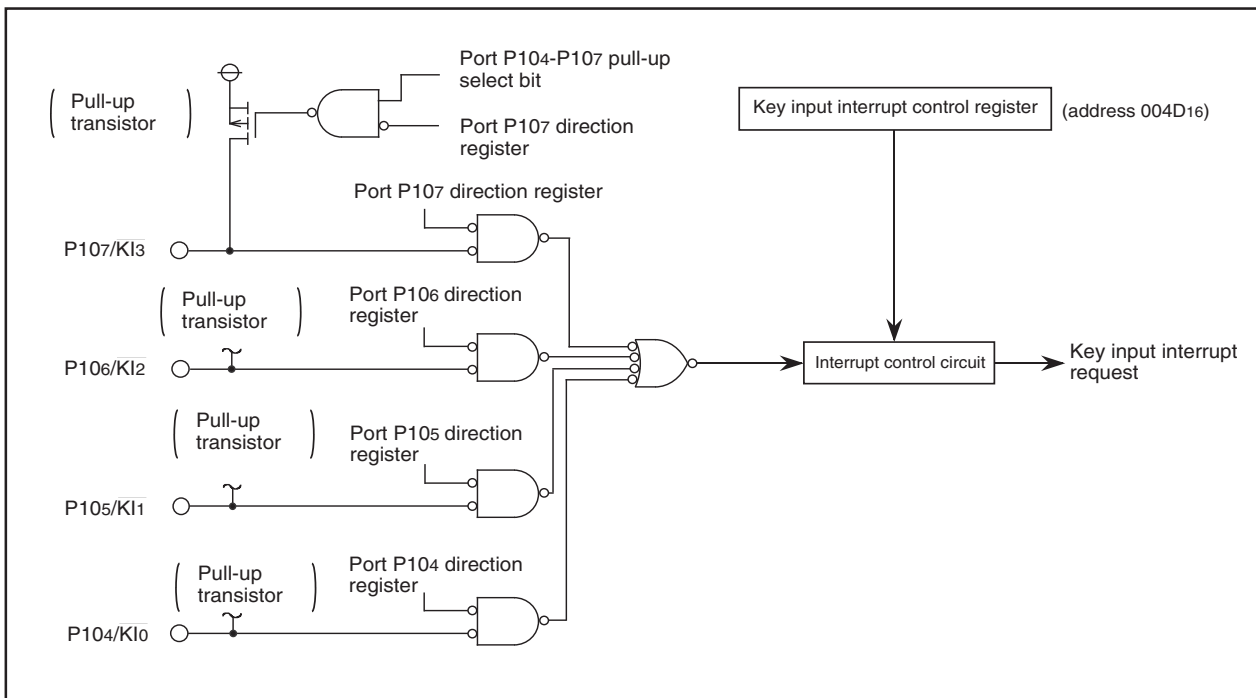 Port P104-P107 pull-up
select bit
( Pull-up
transistor )
Port P107 direction
register
Key input interrupt control register
(address 004D16)
Port P107 direction register
P107/KI3
( Pull-up
transistor )
Port P106 direction
register
P106/KI2
Interrupt control circuit
Key input interrupt
request
( Pull-up
transistor )
Port P105 direction
register
P105/KI1
( Pull-up
transistor )
Port P104 direction
register
P104/KI0